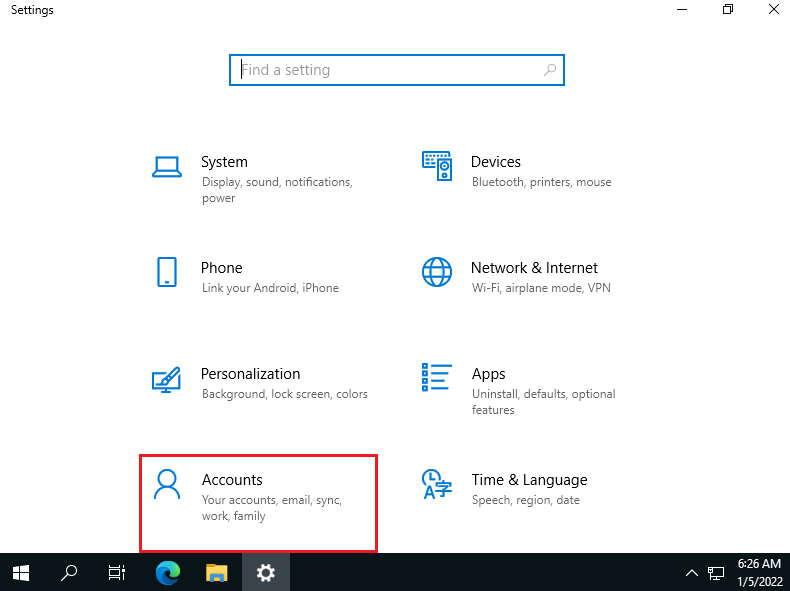 Settings
Find a setting
System
Display, sound, notifications,
power
Devices
Bluetooth, printers, mouse
Phone
Link your Android, iPhone
Network & Internet
Wi-Fi, airplane mode, VPN
Personalization
Background, lock screen, colors
Apps
Uninstall, defaults, optional
features
Accounts
Your accounts, email, sync,
work, family
Time & Language
Speech, region, date
6:26 AM
1/5/2022